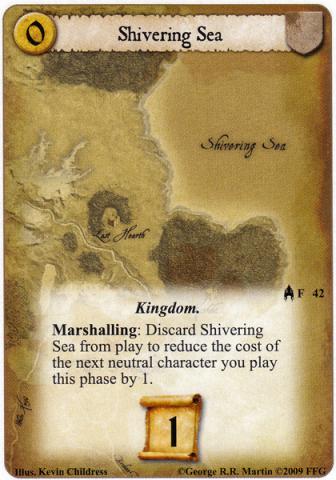 0
Shivering Sea
Shivering Sea
Last Hearth
F 42
Kingdom.
Marshalling: Discard Shivering
Sea from play to reduce the cost of
the next neutral character you play
this phase by 1.
1
Illus. Kevin Childress
©George R.R. Martin ©2009 FFG